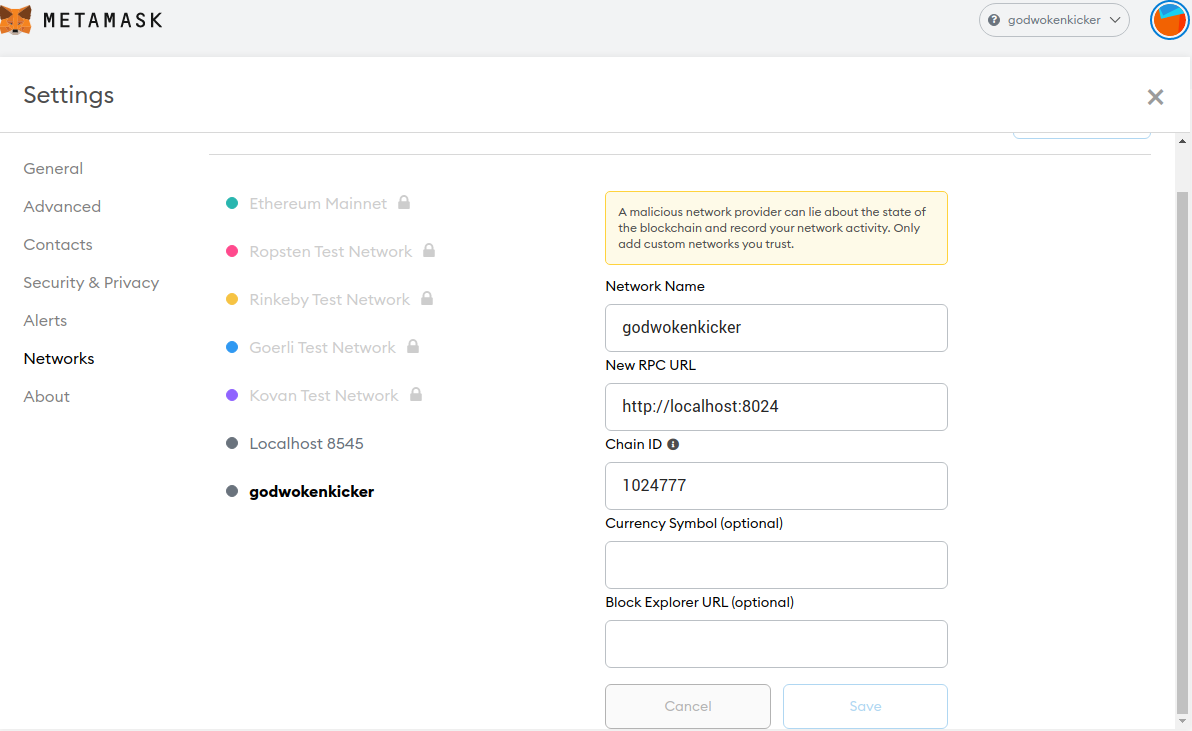 METAMASK
godwokenkicker
Settings
General
Advanced
Contacts
Security & Privacy
Alerts
Networks
About
Ethereum Mainnet
Ropsten Test Network
Rinkeby Test Network
Goerli Test Network
Kovan Test Network
Localhost 8545
godwokenkicker
A malicious network provider can lie about the state of
the blockchain and record your network activity. Only
add custom networks you trust.
Network Name
godwokenkicker
New RPC URL
http://localhost:8024
Chain ID
1024777
Currency Symbol (optional)
Block Explorer URL (optional)
Cancel
Save